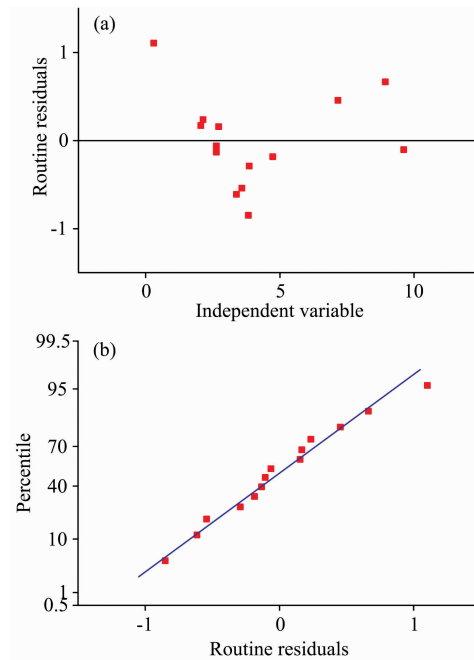 (a)
Routine residuals
1
0
-1
0 5 10
Independent variable
(b)
Percentile
99.5
95
70
40
10
1
0.5
-1 0 1
Routine residuals